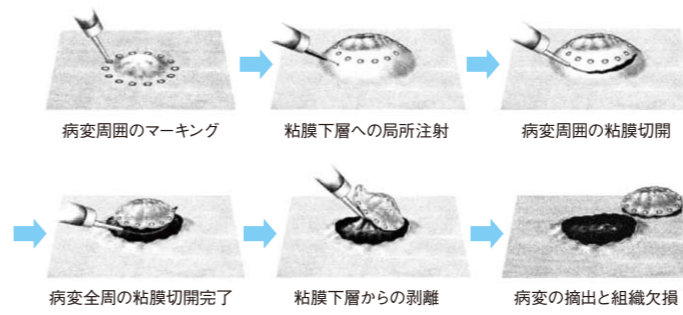 病変周囲のマーキング
粘膜下層への局所注射
病変周囲の粘膜切開
病変全周の粘膜切開完了
粘膜下層からの剥離
病変の摘出と組織欠損